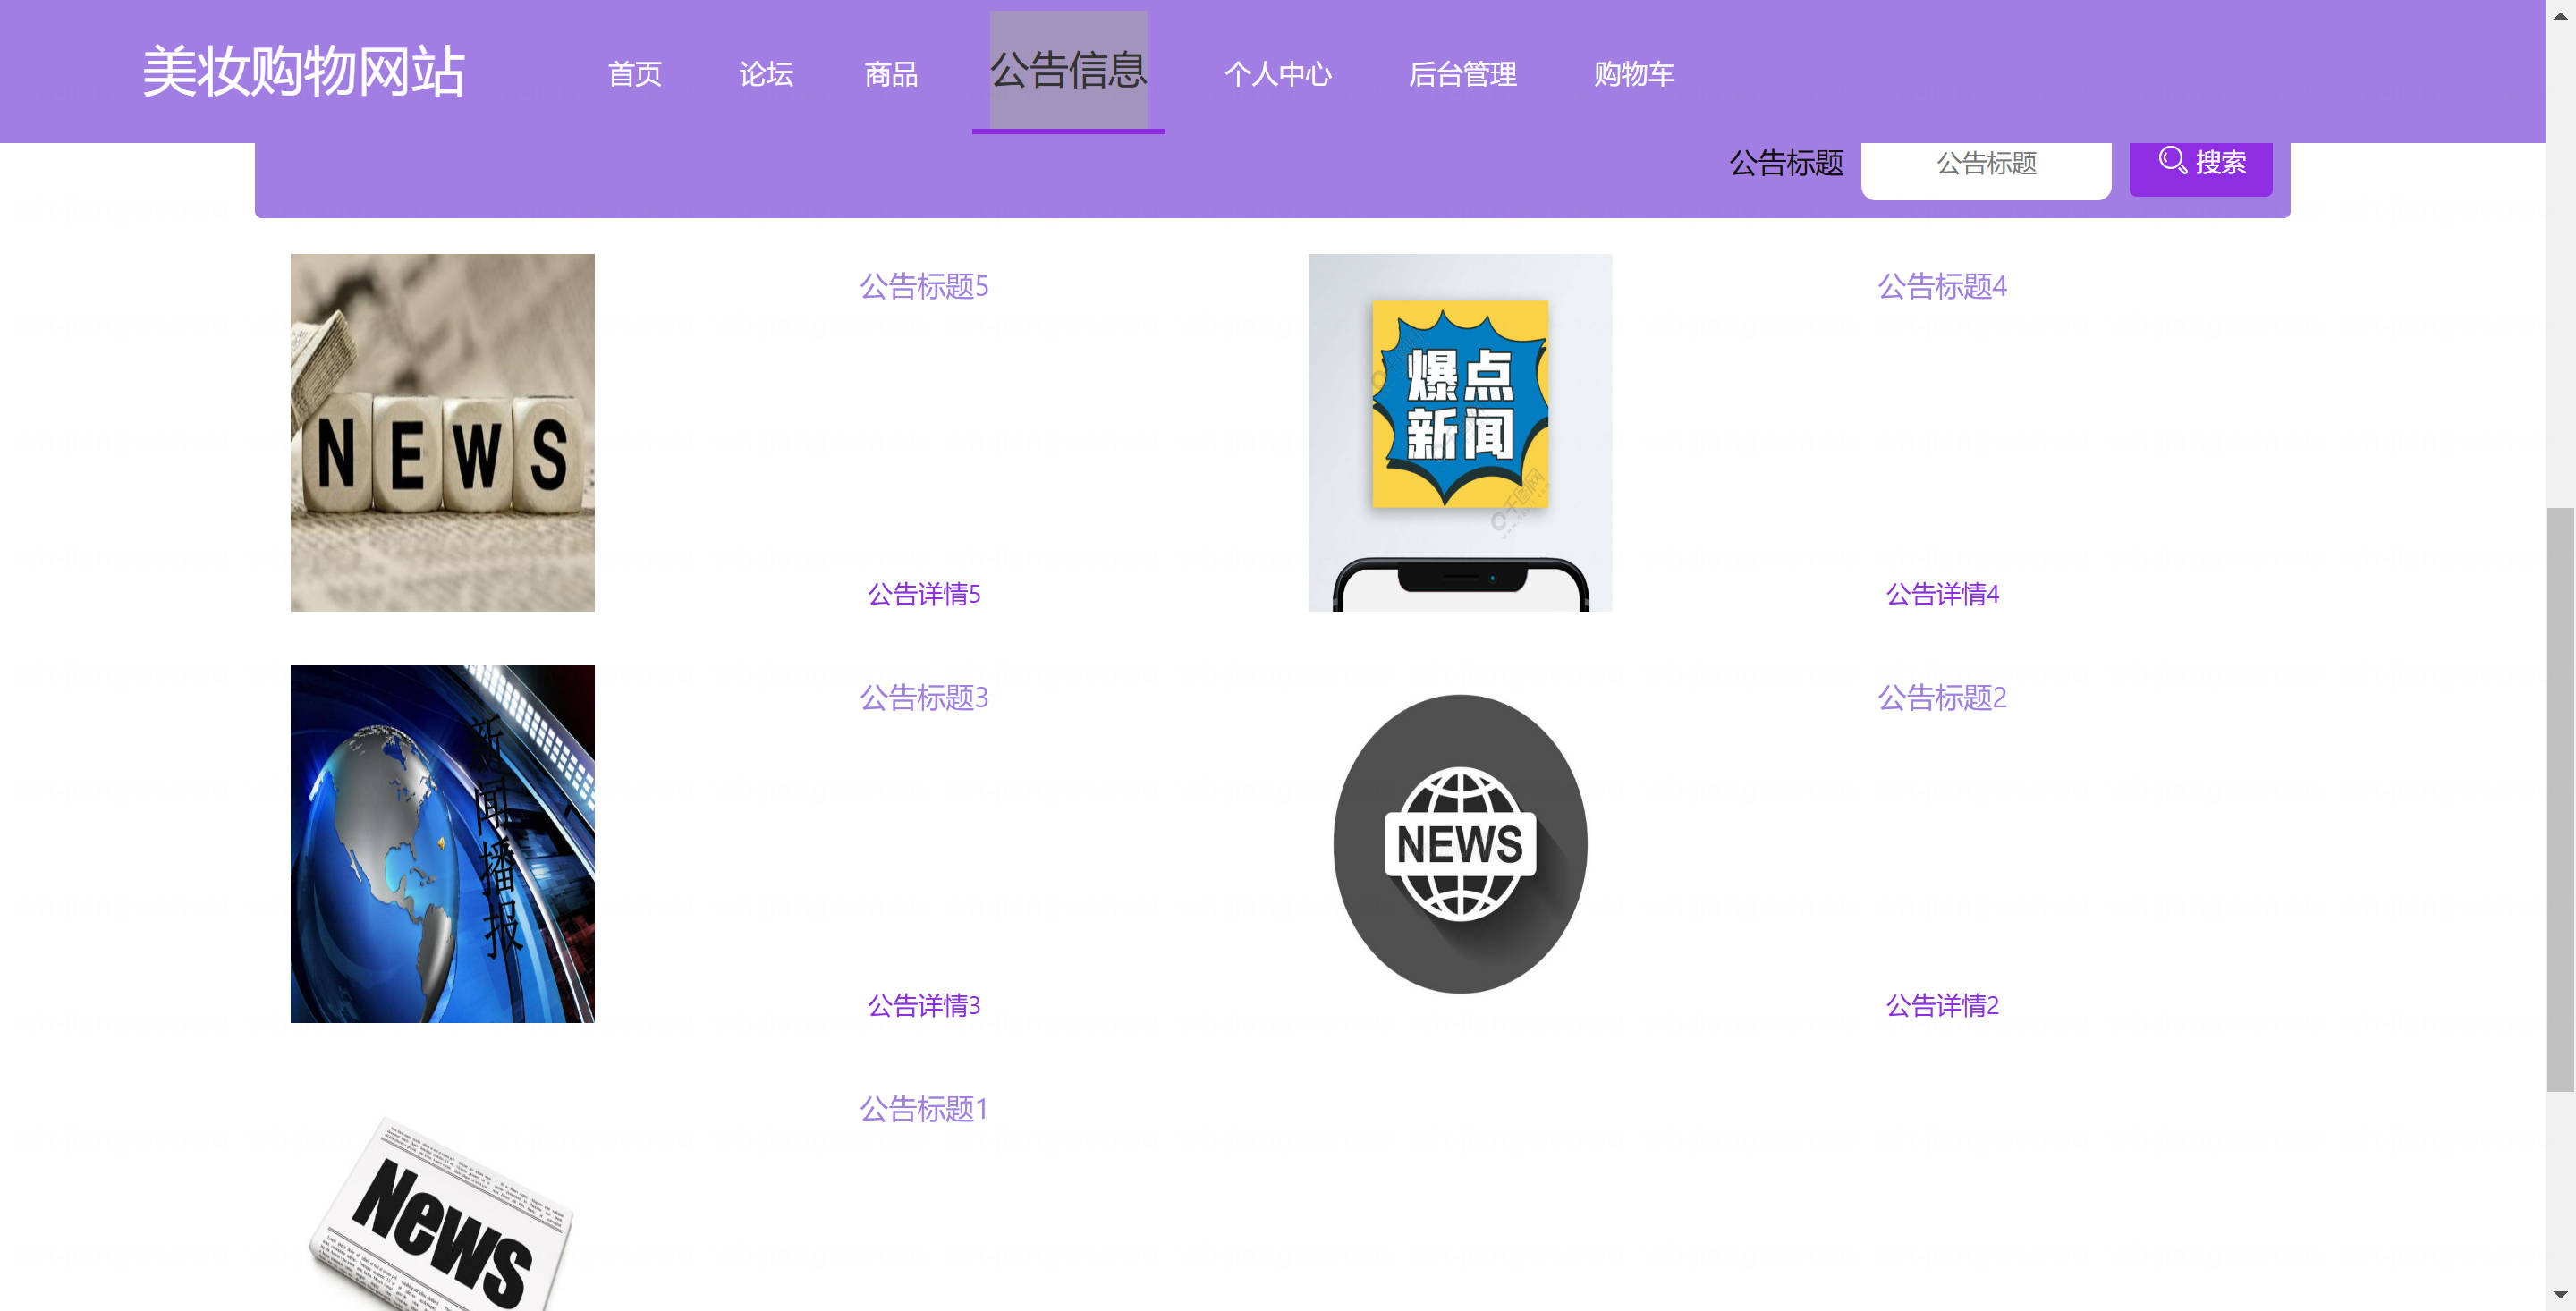 美妆购物网站
首页
论坛
商品
公告信息
个人中心
后台管理
购物车
公告标题
公告标题
搜索
NEWS
公告标题5
公告详情5
爆点
新闻
千图网
公告标题4
公告详情4
新闻播报
公告标题3
公告详情3
NEWS
公告标题2
公告详情2
News
公告标题1